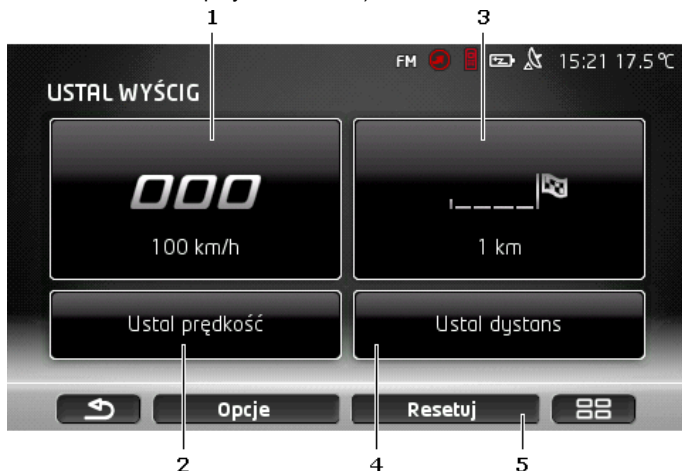 1 3
FM 15:21 17.5 °C
USTAL WYŚCIG
000
100 km/h 1 km
Ustal prędkość Ustal dystans
Opcje Resetuj
2 4 5